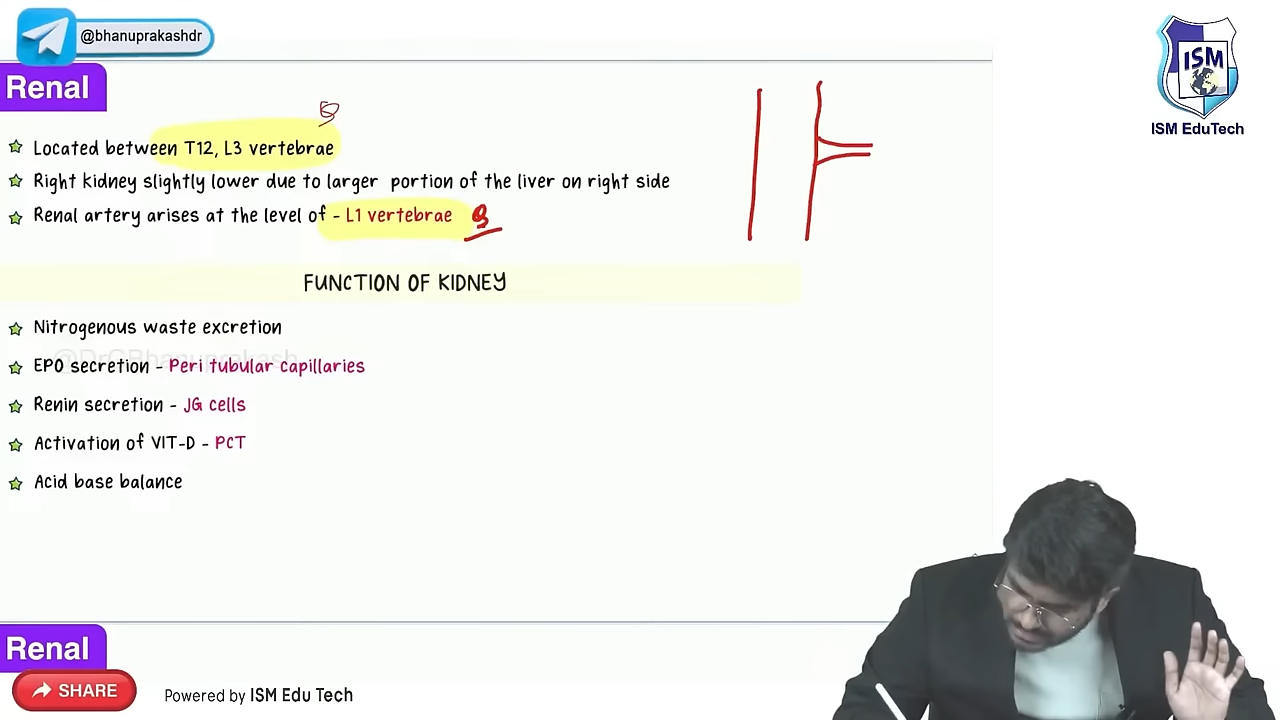 @bhanuprakashdr
Renal
ISM
ISM EduTech
Located between T12, L3 vertebrae
Right kidney slightly lower due to larger portion of the liver on right side
Renal artery arises at the level of - L1 vertebrae
FUNCTION OF KIDNEY
Nitrogenous waste excretion
@DrGBhanuprakash
EPO secretion - Peri tubular capillaries
Renin secretion - JG cells
Activation of VIT-D - PCT
Acid base balance
Renal
SHARE
Powered by ISM Edu Tech